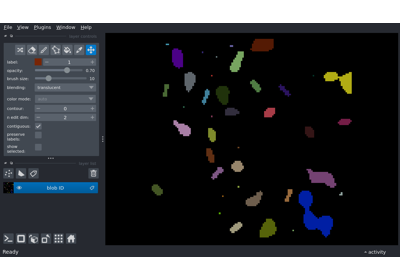 File View Plugins Window Help
layer controls
label: 1
opacity: 0.70
brush size: 10
blending: translucent
color mode:
contour: 0
n edit dim: 2
contiguous:
preserve labels:
show selected:
layer list
blob ID
Ready
activity